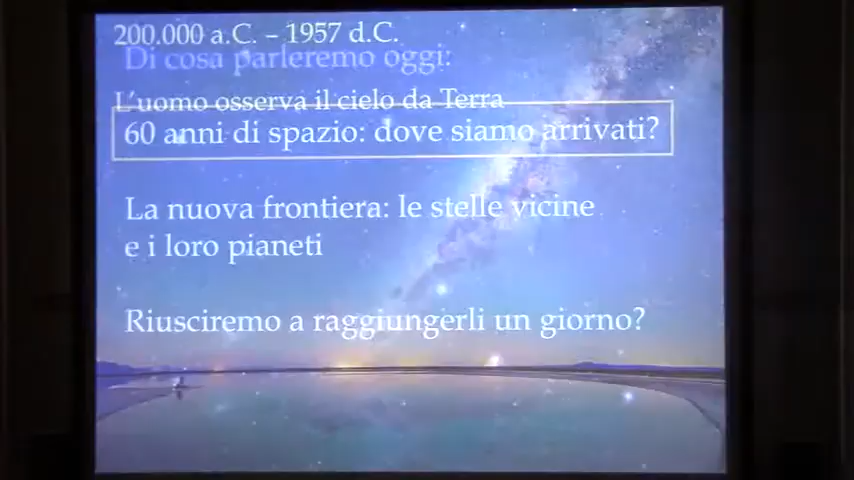 200.000 a.C. – 1957 d.C.
Di cosa parleremo oggi:
L'uomo osserva il cielo da Terra
60 anni di spazio: dove siamo arrivati?
La nuova frontiera: le stelle vicine
e i loro pianeti
Riusciremo a raggiungerli un giorno?